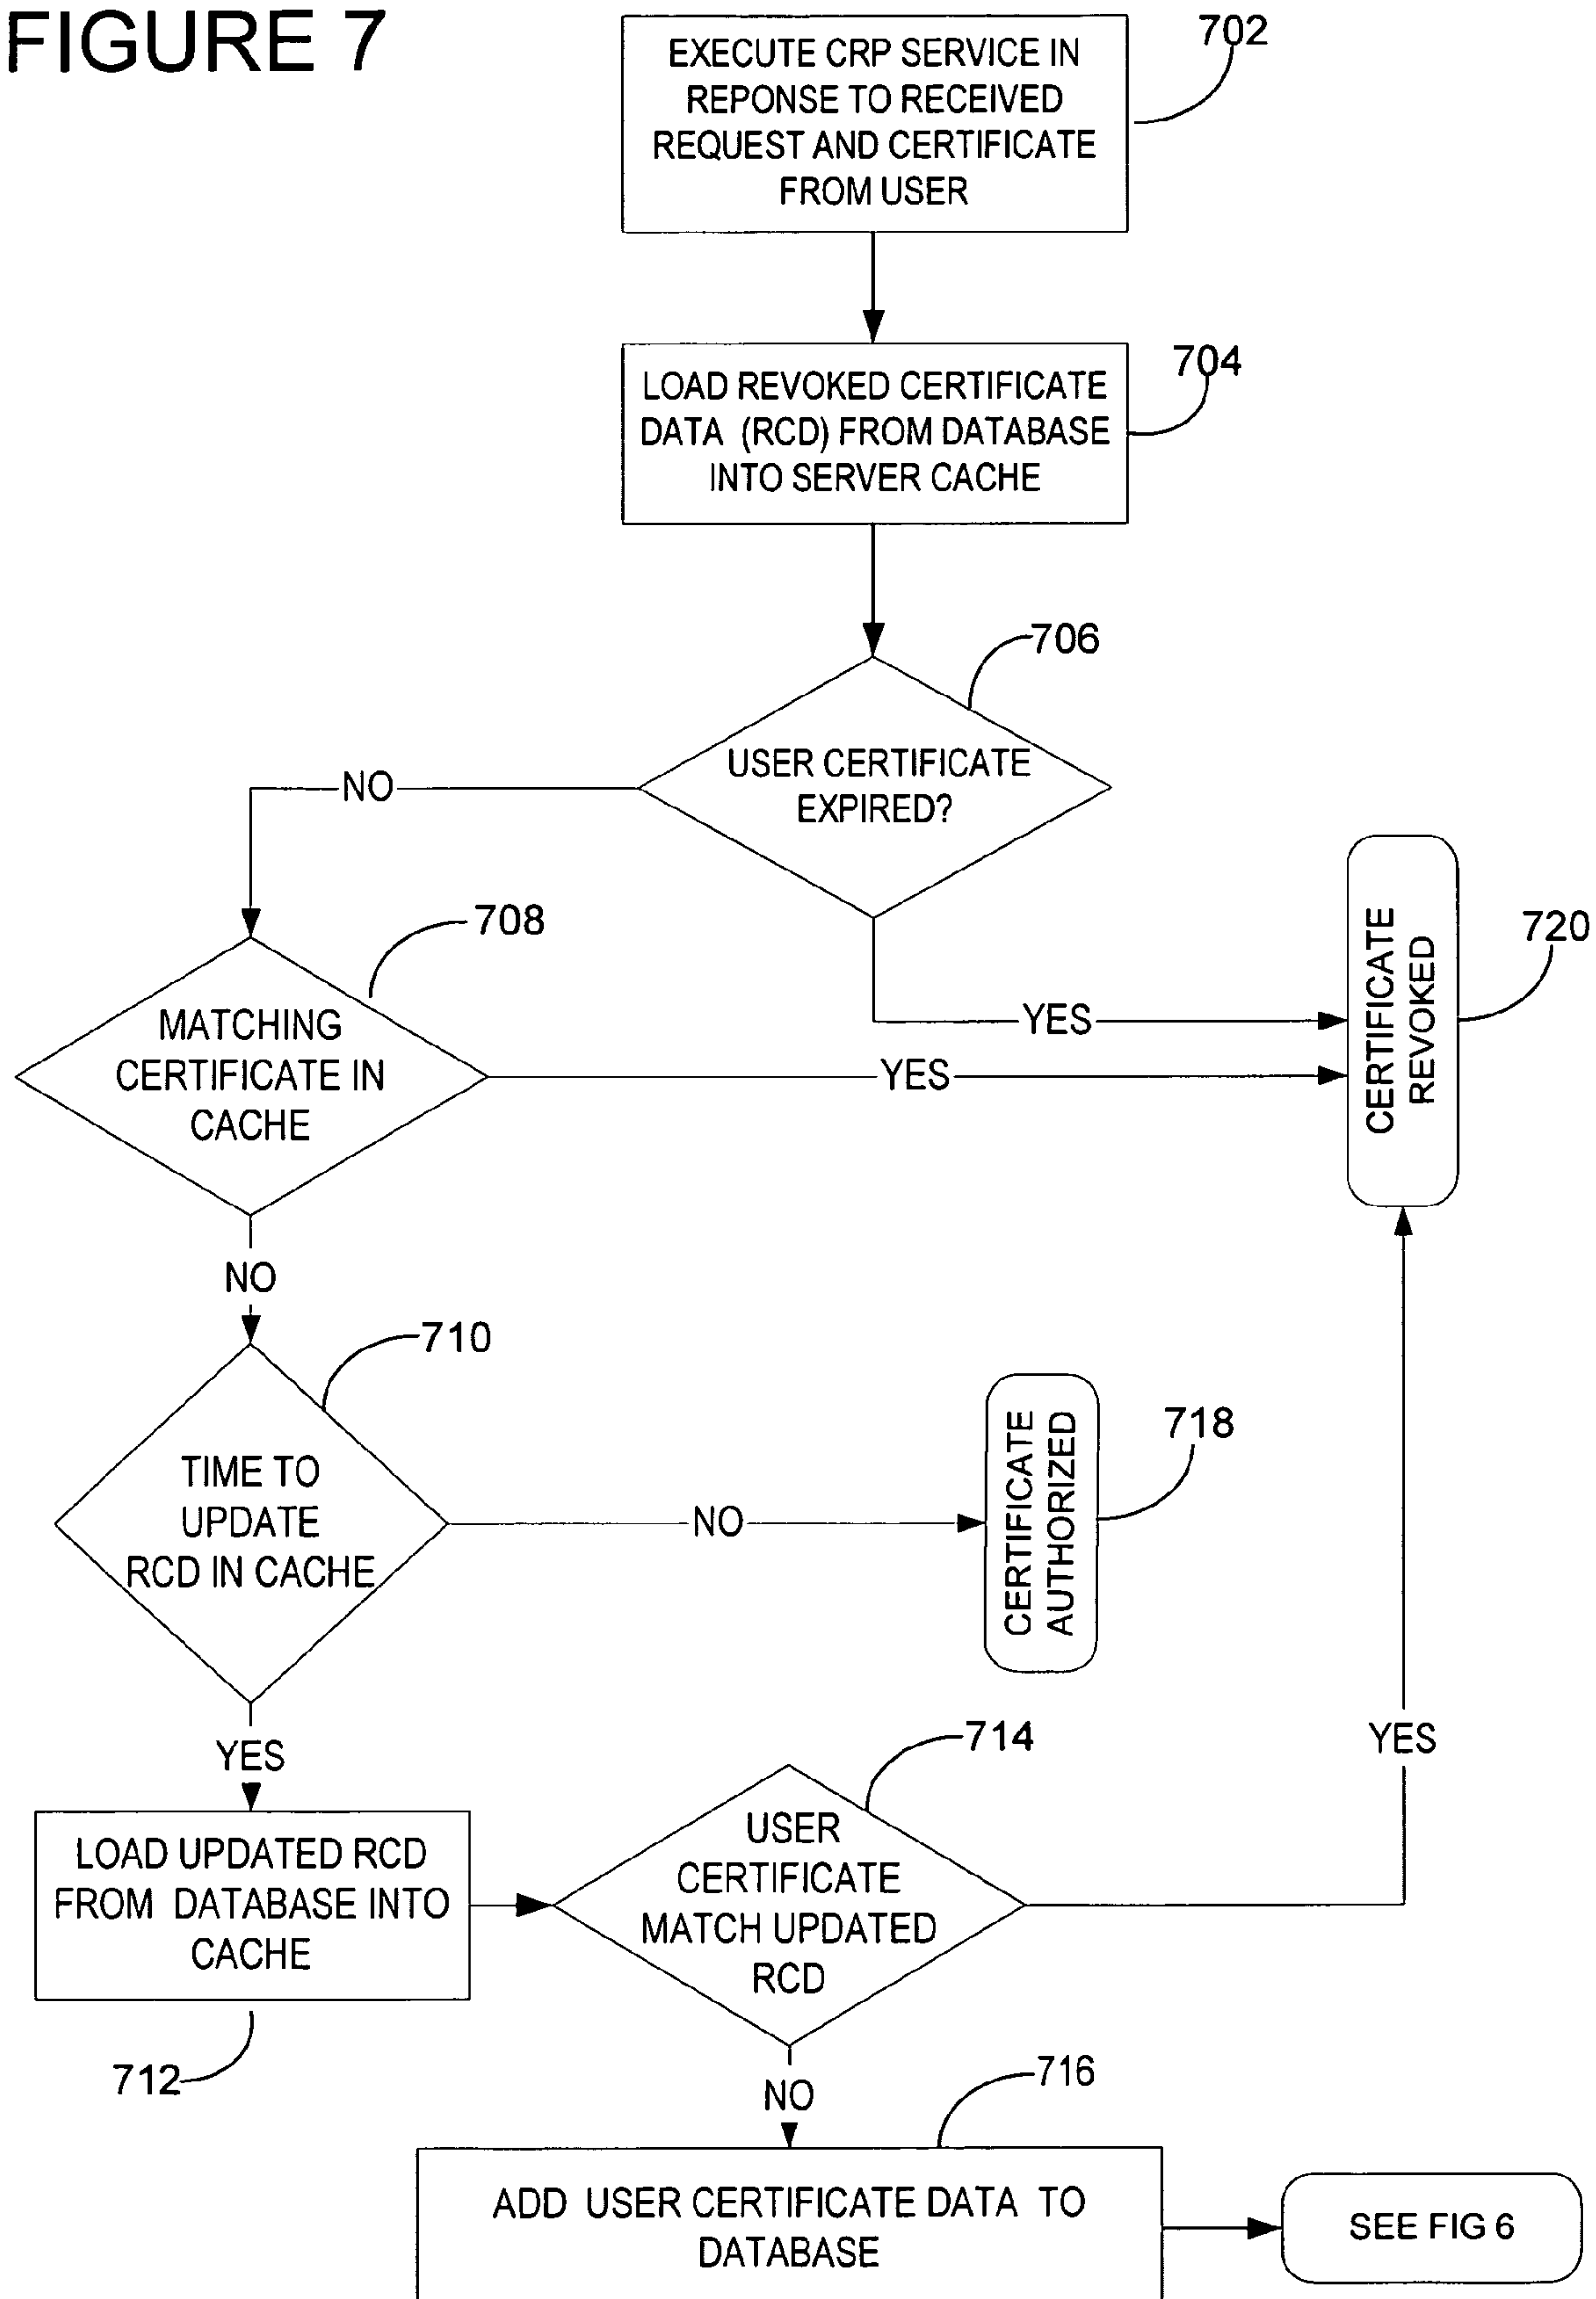 FIGURE 7
EXECUTE CRP SERVICE IN
REPONSE TO RECEIVED
REQUEST AND CERTIFICATE
FROM USER
702
LOAD REVOKED CERTIFICATE
DATA (RCD) FROM DATABASE
INTO SERVER CACHE
704
706
USER CERTIFICATE
EXPIRED?
NO
YES
708
MATCHING
CERTIFICATE IN
CACHE
YES
CERTIFICATE
REVOKED
720
NO
710
TIME TO
UPDATE
RCD IN CACHE
NO
CERTIFICATE
AUTHORIZED
718
YES
LOAD UPDATED RCD
FROM DATABASE INTO
CACHE
712
714
USER
CERTIFICATE
MATCH UPDATED
RCD
YES
NO
716
ADD USER CERTIFICATE DATA TO
DATABASE
SEE FIG 6